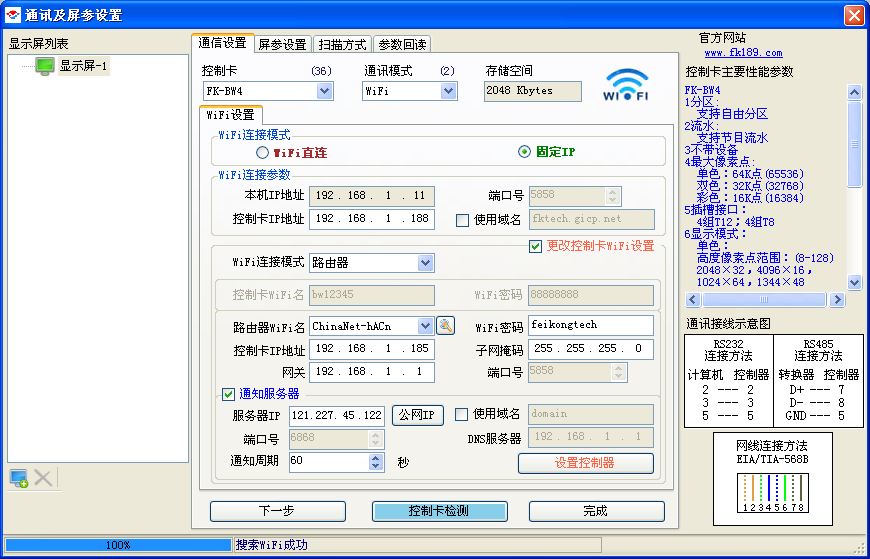 通讯及屏参设置
显示屏列表
显示屏-1
通信设置 屏参设置 扫描方式 参数回读
控制卡 (36) 通讯模式 (2) 存储空间
FK-BW4 WiFi 2048 Kbytes
WI FI
WiFi设置
WiFi连接模式
WiFi直连 固定IP
WiFi连接参数
本机IP地址 192 . 168 . 1 . 11 端口号 5858
控制卡IP地址 192 . 168 . 1 . 188 使用域名 fktech.gicp.net
更改控制卡WiFi设置
WiFi连接模式 路由器
控制卡WiFi名 bw12345 WiFi密码 88888888
路由器WiFi名 ChinaNet-hACn WiFi密码 feikongtech
控制卡IP地址 192 . 168 . 1 . 185 子网掩码 255 . 255 . 255 . 0
网关 192 . 168 . 1 . 1 端口号 5858
通知服务器
服务器IP 121.227. 45.122 公网IP 使用域名 domain
端口号 6868 DNS服务器 192 . 168 . 1 . 1
通知周期 60 秒 设置控制器
下一步 控制卡检测 完成
官方网站
www.fk189.com
控制卡主要性能参数
FK-BW4
1分区:
支持自由分区
2流水:
支持节目流水
3不带设备
4最大像素点:
单色：64K点(65536)
双色：32K点(32768)
彩色：16K点(16384)
5插槽接口：
4组T12；4组T8
6显示模式：
单色：
高度像素点范围：(8-128)
2048×32，4096×16，
1024×64，1344×48
通讯接线示意图
RS232 RS485
连接方法 连接方法
计算机 控制器 转换器 控制器
2 --- 2 D+ --- 7
3 --- 3 D- --- 8
5 --- 5 GND --- 5
网线连接方法
EIA/TIA-568B
1 2 3 4 5 6 7 8
100% 搜索WiFi成功